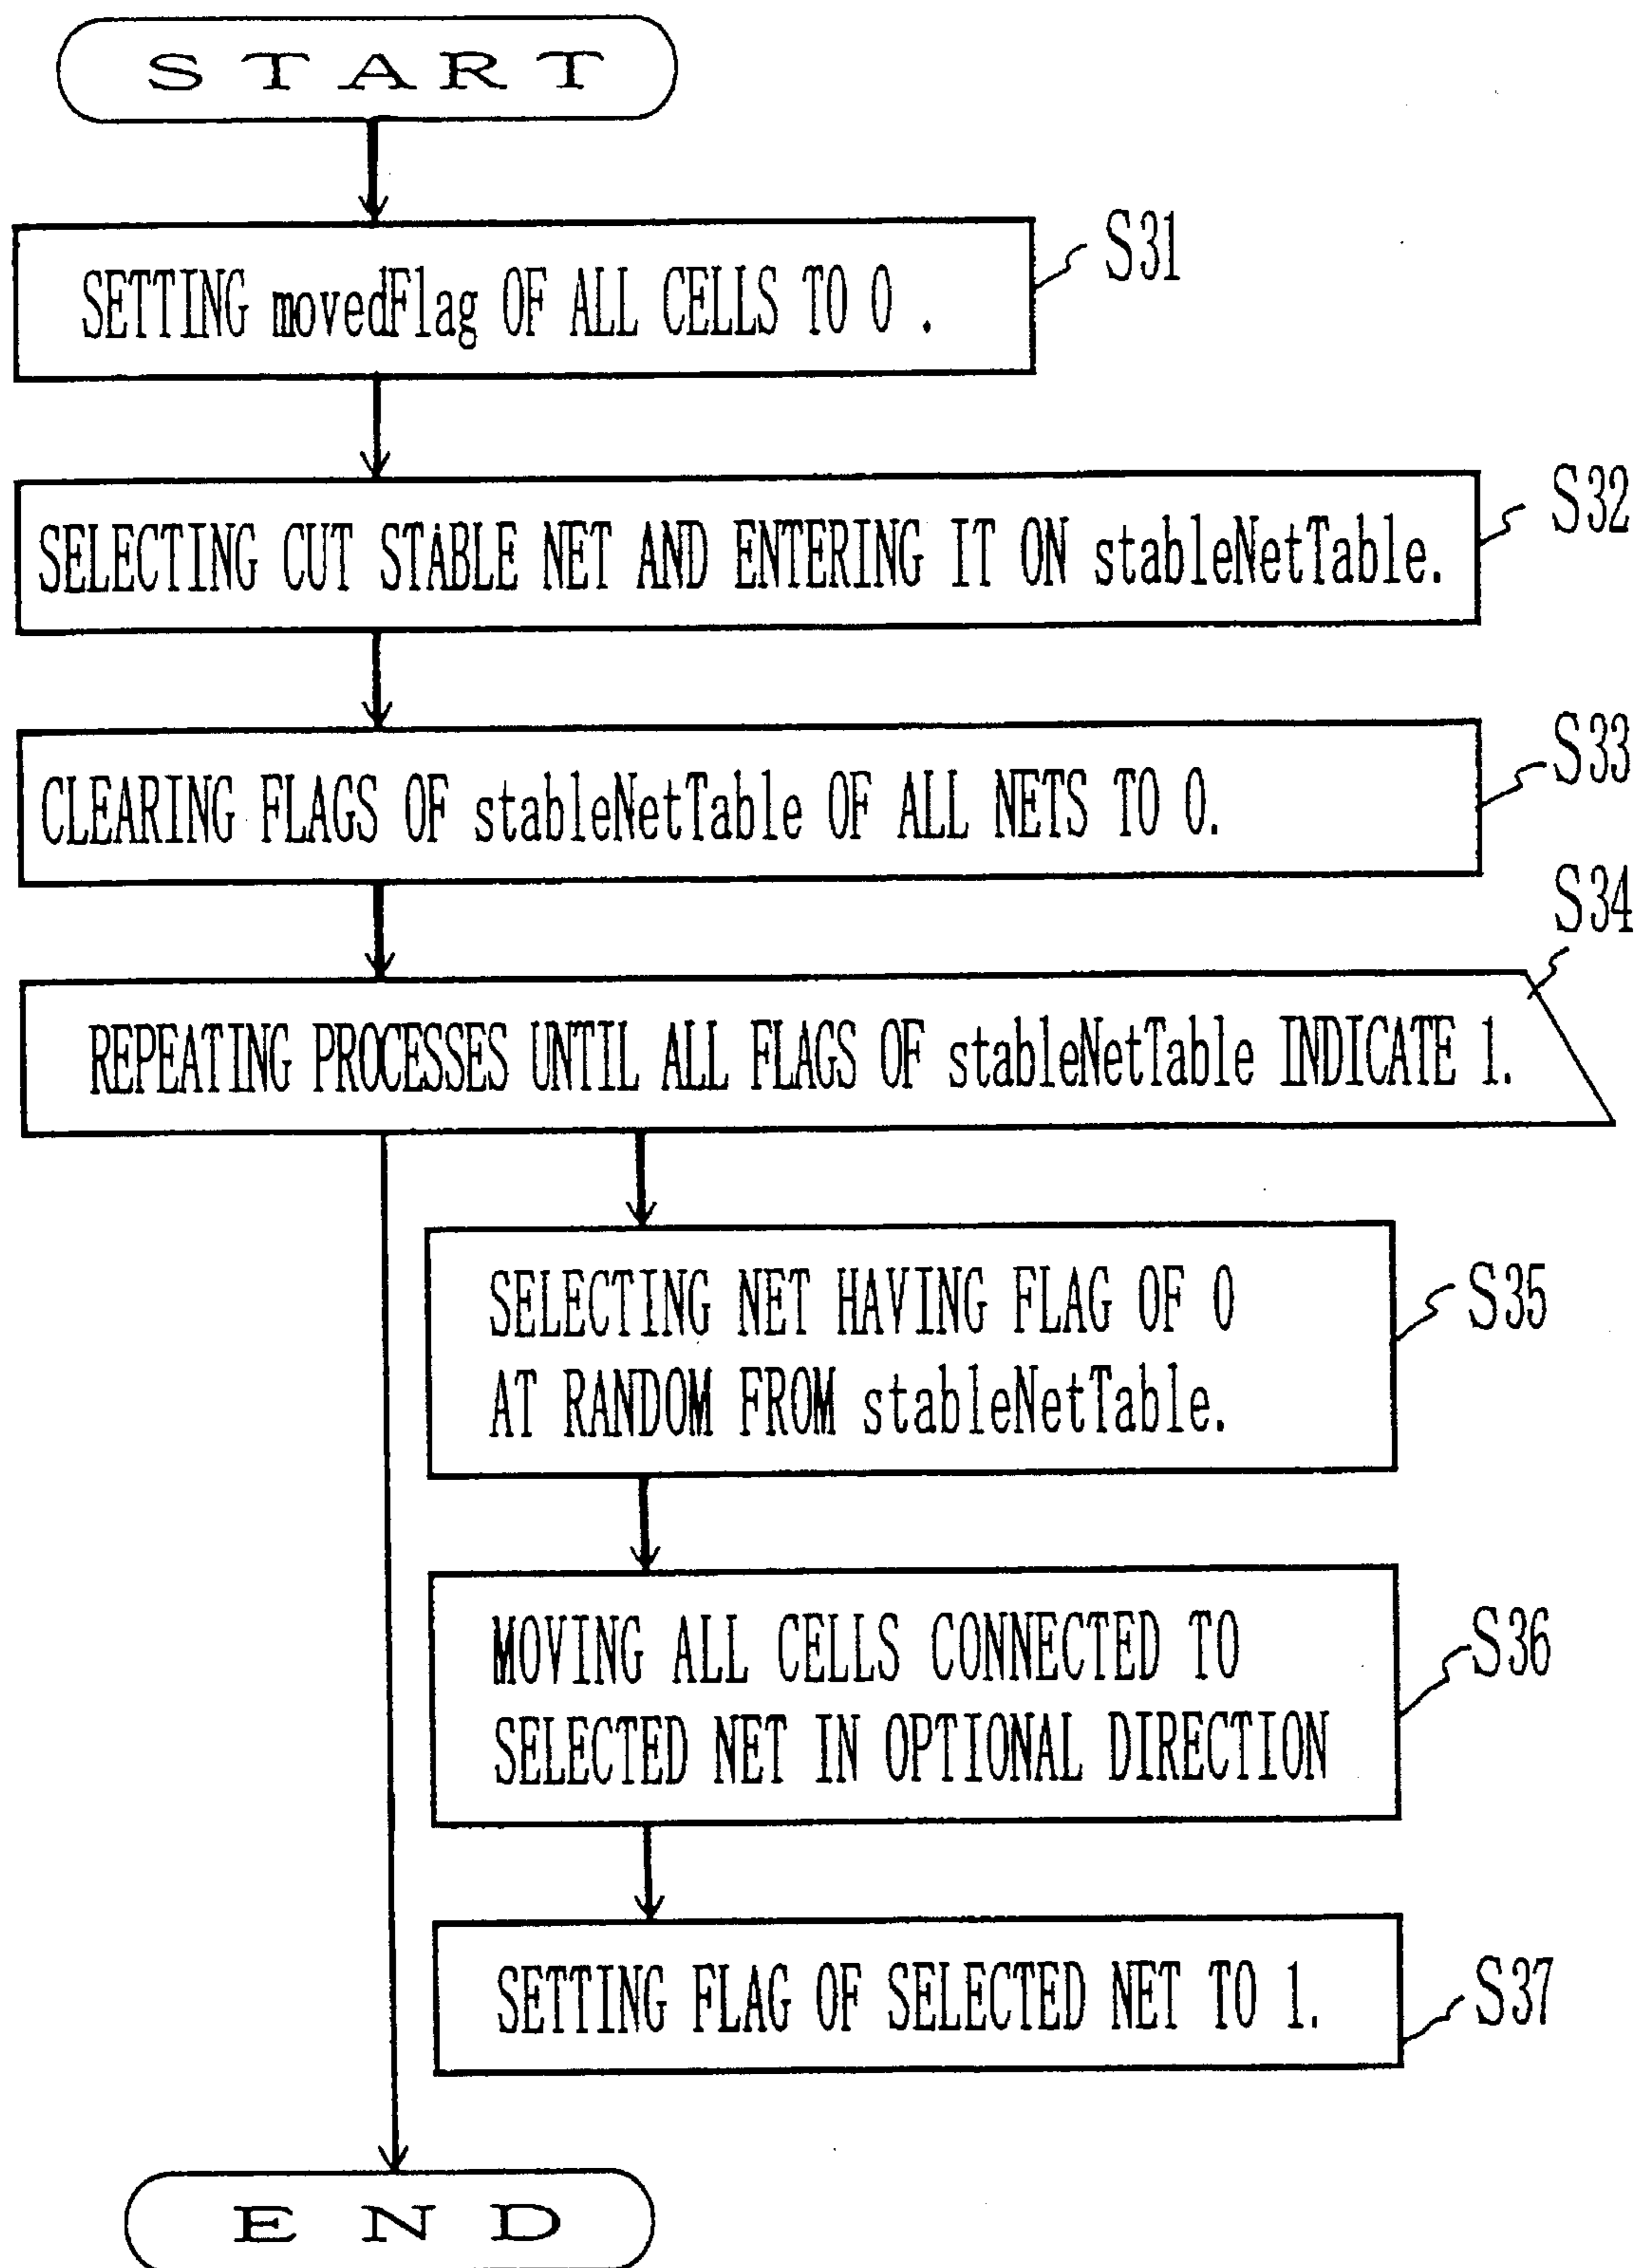 START
S31
SETTING movedFlag OF ALL CELLS TO 0 .
S32
SELECTING CUT STABLE NET AND ENTERING IT ON stableNetTable.
S33
CLEARING FLAGS OF stableNetTable OF ALL NETS TO 0.
S34
REPEATING PROCESSES UNTIL ALL FLAGS OF stableNetTable INDICATE 1.
SELECTING NET HAVING FLAG OF 0
S35
AT RANDOM FROM stableNetTable.
MOVING ALL CELLS CONNECTED TO
S36
SELECTED NET IN OPTIONAL DIRECTION
SETTING FLAG OF SELECTED NET TO 1.
S37
END